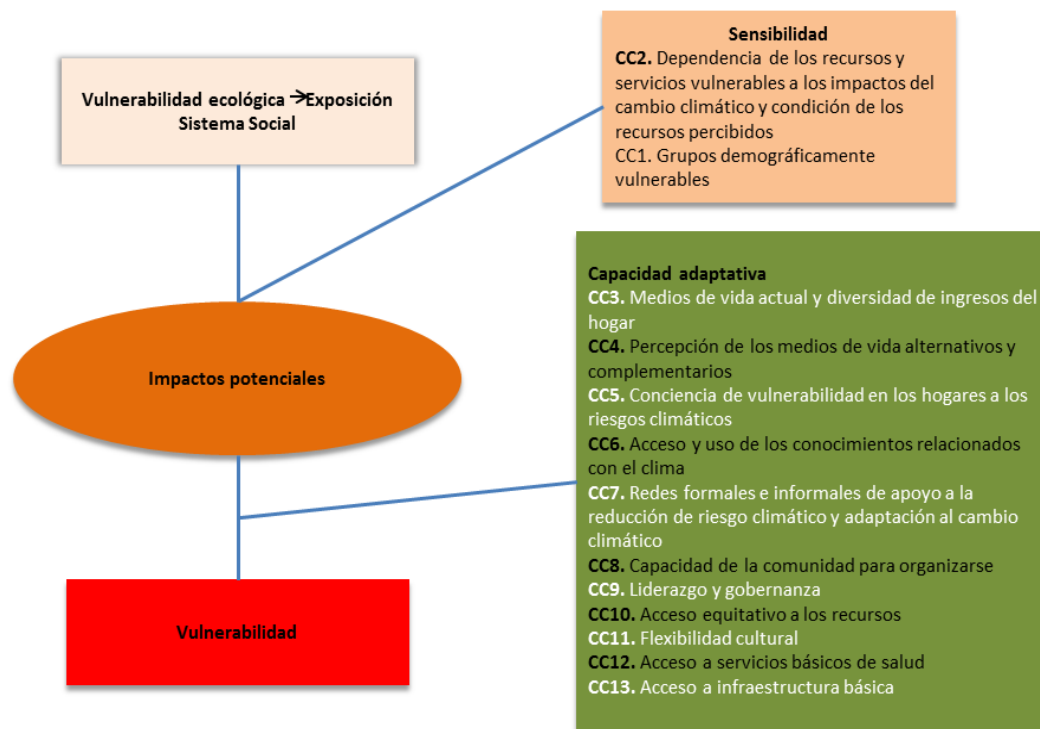 Vulnerabilidad ecológica →Exposición
Sistema Social
Sensibilidad
CC2. Dependencia de los recursos y
servicios vulnerables a los impactos del
cambio climático y condición de los
recursos percibidos
CC1. Grupos demográficamente
vulnerables
Impactos potenciales
Capacidad adaptativa
CC3. Medios de vida actual y diversidad de ingresos del
hogar
CC4. Percepción de los medios de vida alternativos y
complementarios
CC5. Conciencia de vulnerabilidad en los hogares a los
riesgos climáticos
CC6. Acceso y uso de los conocimientos relacionados
con el clima
CC7. Redes formales e informales de apoyo a la
reducción de riesgo climático y adaptación al cambio
climático
CC8. Capacidad de la comunidad para organizarse
CC9. Liderazgo y gobernanza
CC10. Acceso equitativo a los recursos
CC11. Flexibilidad cultural
CC12. Acceso a servicios básicos de salud
CC13. Acceso a infraestructura básica
Vulnerabilidad